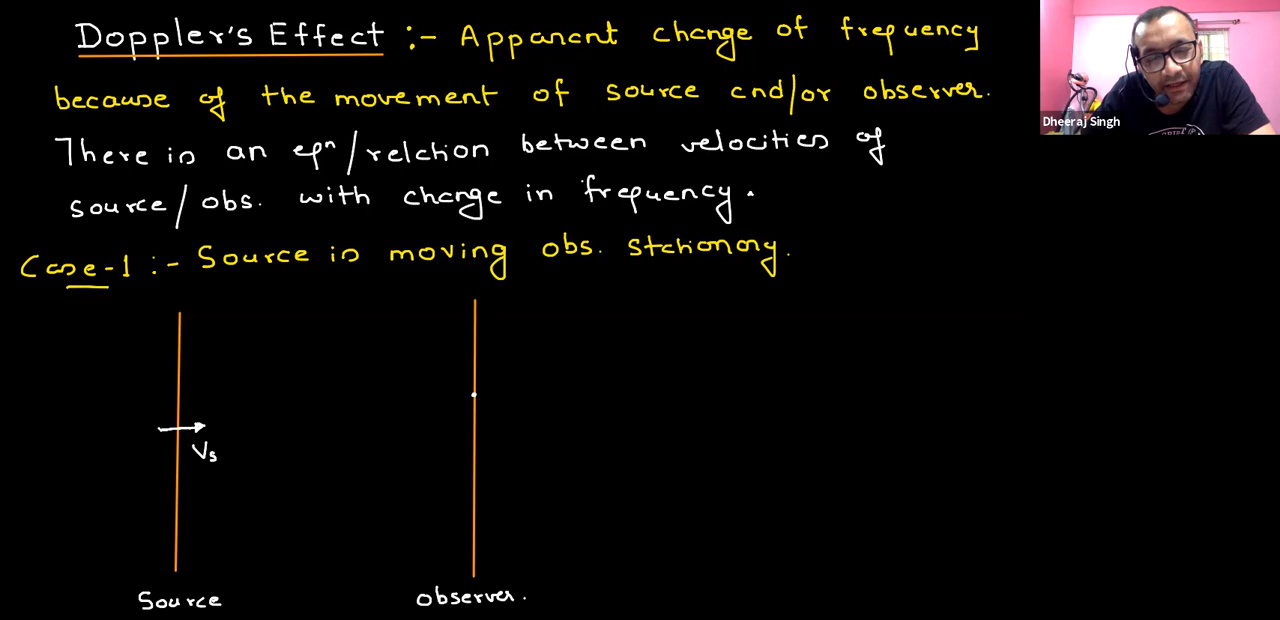 Doppler's Effect :- Apparant change of frequency
because of the movement of source and/or observer.
There is an eqn/relation between velocities of
source/obs. with change in frequency.
Case-1 :- Source is moving obs. stationary.
Vs
Source
observer.
Dheeraj Singh